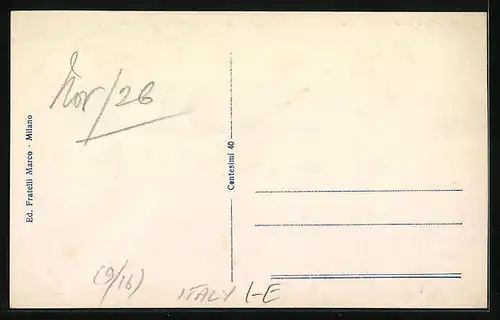 Nov/26
Ed. Fratelli Marco - Milano
Centesimi 40
(9/16)
ITALY I-E